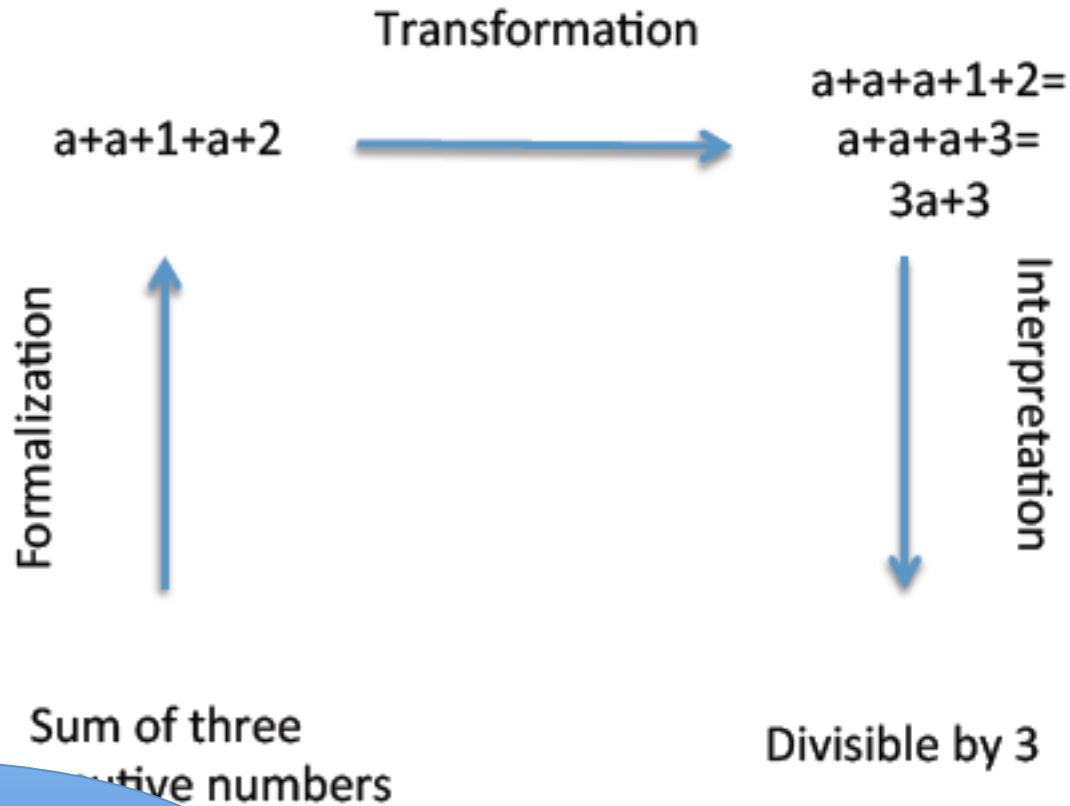 Transformation
a+a+1+a+2
a+a+a+1+2=
a+a+a+3=
3a+3
Formalization
Interpretation
Sum of three
numbers
Divisible by 3